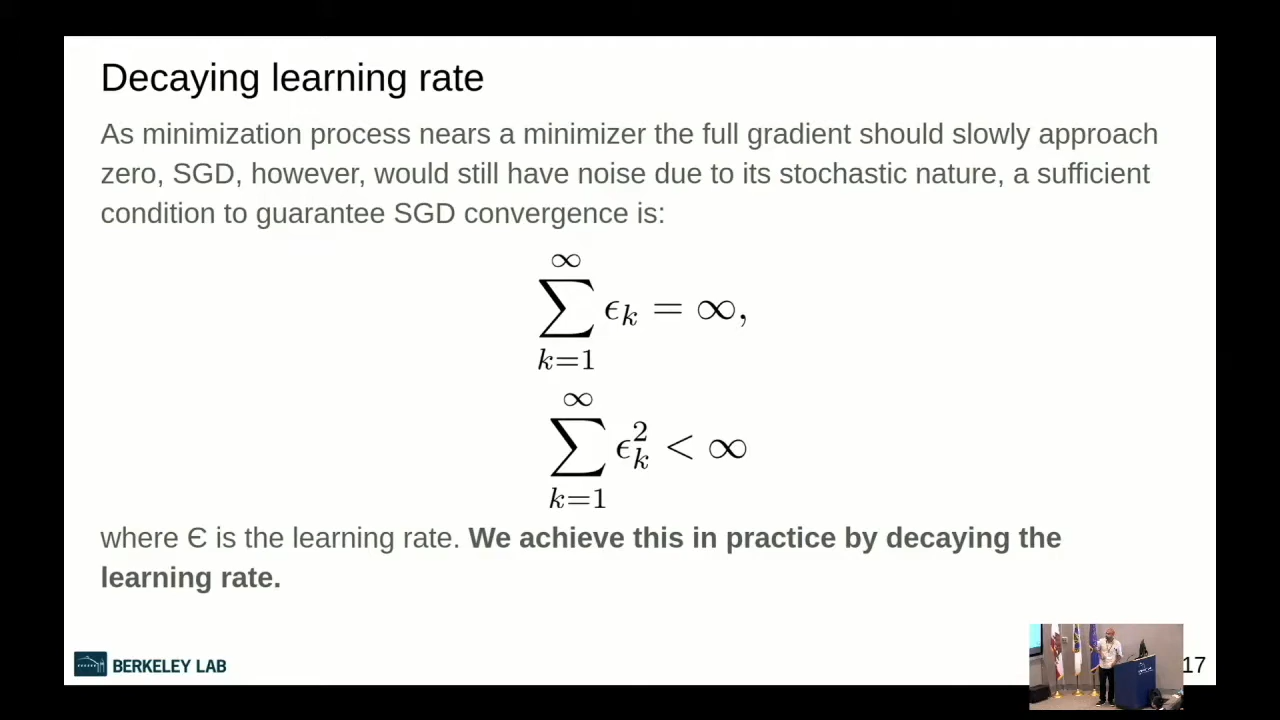 Decaying learning rate
As minimization process nears a minimizer the full gradient should slowly approach
zero, SGD, however, would still have noise due to its stochastic nature, a sufficient
condition to guarantee SGD convergence is:
∞
∑ ϵ_k = ∞,
k=1
∞
∑ ϵ_k^2 < ∞
k=1
where Є is the learning rate. We achieve this in practice by decaying the
learning rate.
BERKELEY LAB
17